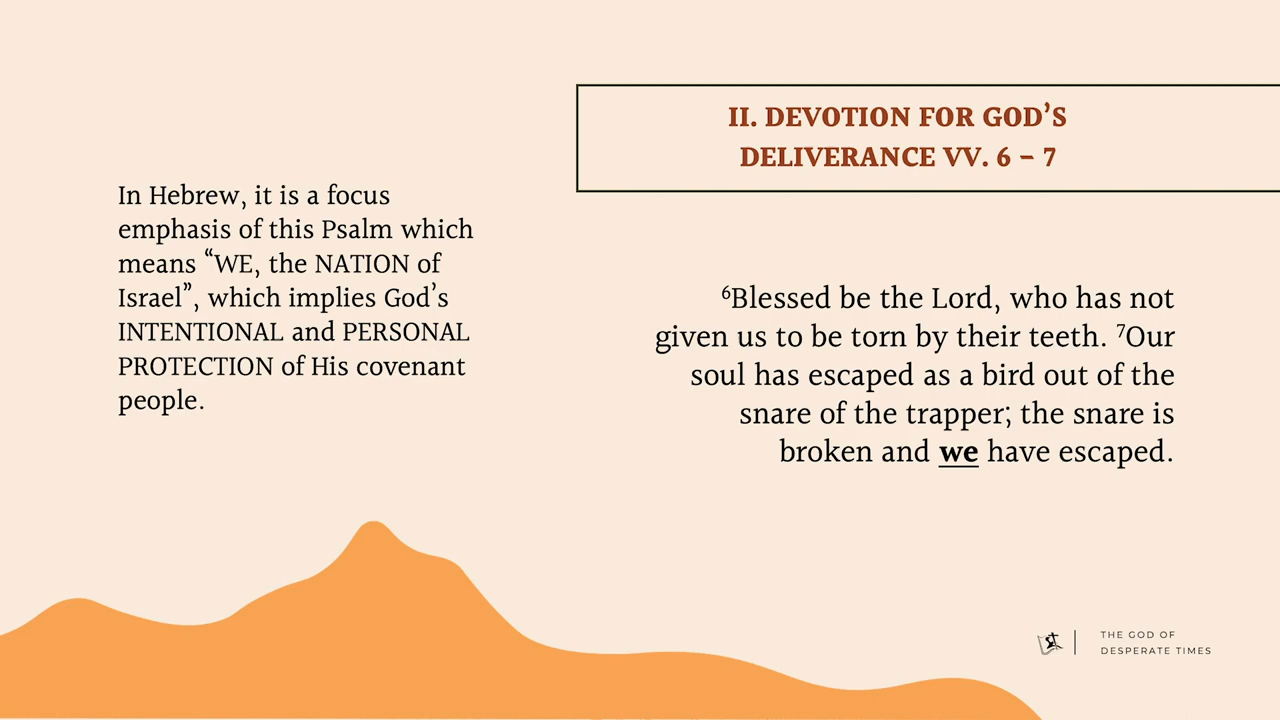 II. DEVOTION FOR GOD’S
DELIVERANCE VV. 6 – 7
In Hebrew, it is a focus
emphasis of this Psalm which
means “WE, the NATION of
Israel”, which implies God’s
INTENTIONAL and PERSONAL
PROTECTION of His covenant
people.
⁶Blessed be the Lord, who has not
given us to be torn by their teeth. ⁷Our
soul has escaped as a bird out of the
snare of the trapper; the snare is
broken and we have escaped.
THE GOD OF
DESPERATE TIMES